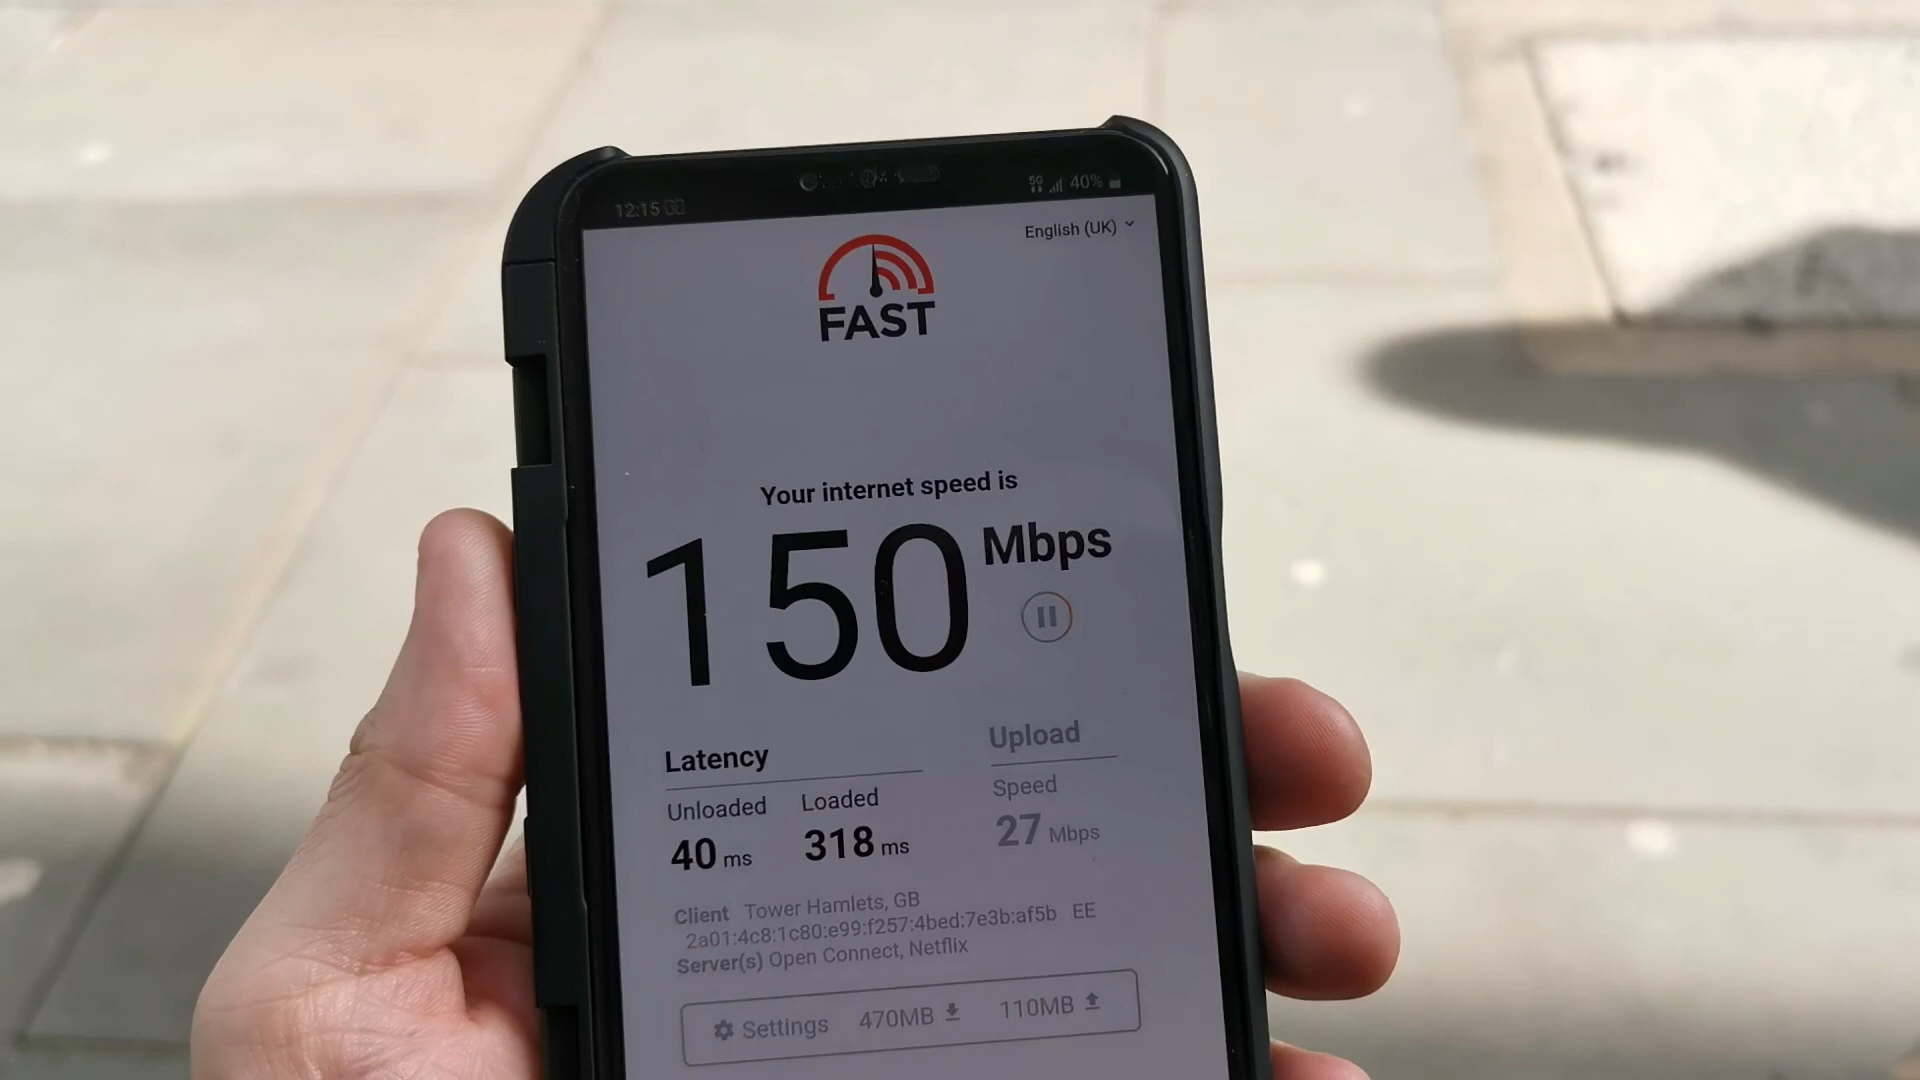 12:15
5G 40%
English (UK)
FAST
Your internet speed is
150 Mbps
Latency
Upload
Unloaded Loaded
Speed
40 ms 318 ms
27 Mbps
Client Tower Hamlets, GB
2a01:4c8:1c80:e99:f257:4bed:7e3b:af5b EE
Server(s) Open Connect, Netflix
Settings 470MB 110MB